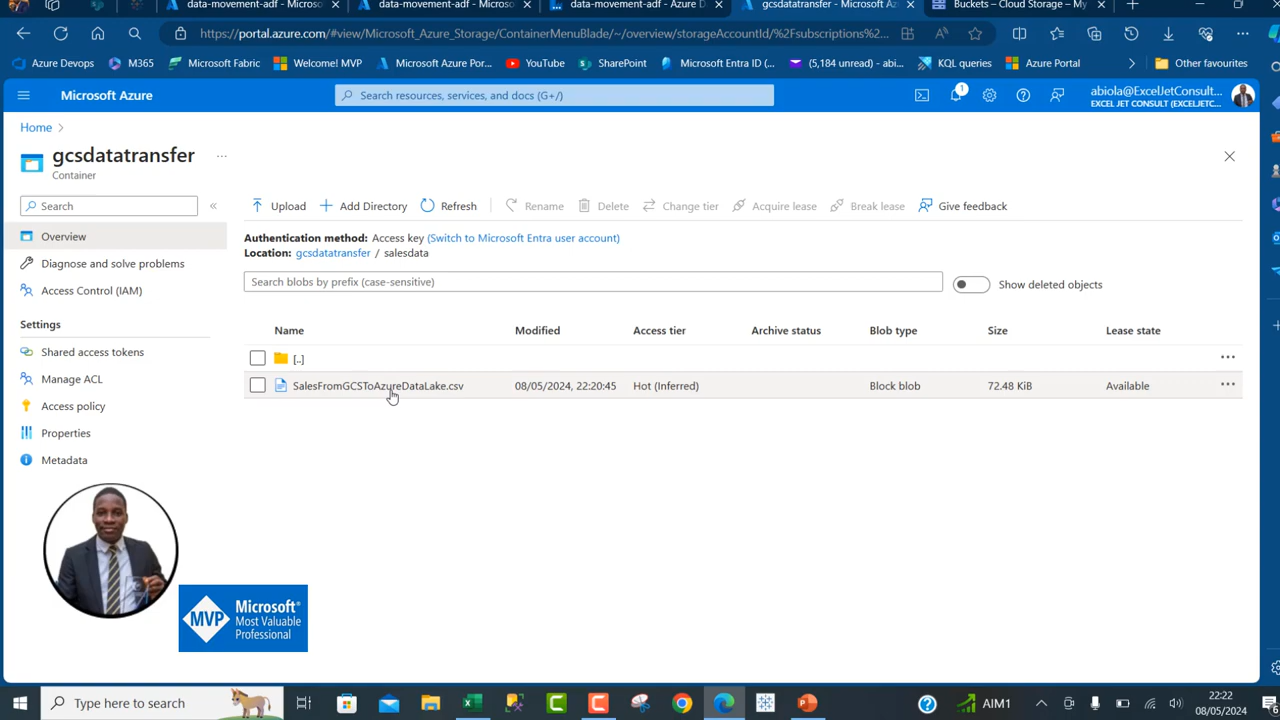 data-movement-adf - Microso
data-movement-adf - Microso
data-movement-adf - Azure D
gcsdatatransfer - Microsoft Az
Buckets – Cloud Storage – My
https://portal.azure.com/#view/Microsoft_Azure_Storage/ContainerMenuBlade/~/overview/storageAccountId/%2Fsubscriptions%2...
Azure Devops
M365
Microsoft Fabric
Welcome! MVP
Microsoft Azure Por...
YouTube
SharePoint
Microsoft Entra ID (...
(5,184 unread) - abi...
KQL queries
Azure Portal
Other favourites
Microsoft Azure
Search resources, services, and docs (G+/)
1
abiola@ExcelJetConsult...
EXCEL JET CONSULT (EXCELJETC...
Home
gcsdatatransfer
Container
Search
Upload
Add Directory
Refresh
Rename
Delete
Change tier
Acquire lease
Break lease
Give feedback
Overview
Diagnose and solve problems
Access Control (IAM)
Settings
Shared access tokens
Manage ACL
Access policy
Properties
Metadata
Authentication method: Access key (Switch to Microsoft Entra user account)
Location: gcsdatatransfer / salesdata
Search blobs by prefix (case-sensitive)
Show deleted objects
Name Modified Access tier Archive status Blob type Size Lease state
[..]
SalesFromGCSToAzureDataLake.csv 08/05/2024, 22:20:45 Hot (Inferred) Block blob 72.48 KiB Available
MVP
Microsoft®
Most Valuable
Professional
Type here to search
AIM1
22:22
08/05/2024